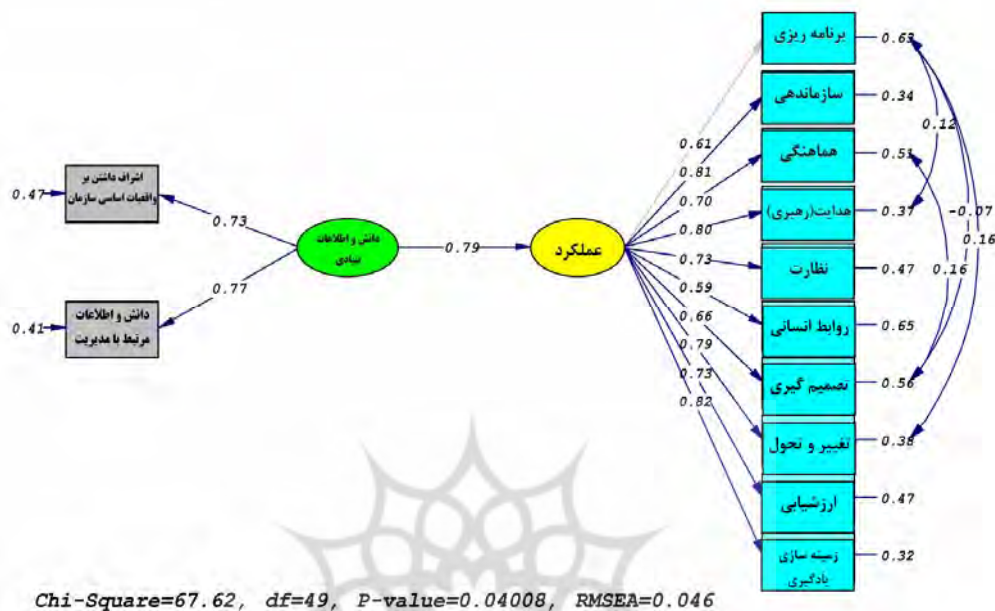 برنامه ریزی
0.63
سازماندهی
0.34
0.12
0.61
0.81
هماهنگی
0.51
اشراف داشتن بر
واقعیات اساسی سازمان
0.47
0.70
هدایت(رهبری)
0.37
-0.07
0.73
0.80
0.16
دانش و اطلاعات
بنیادی
0.79
عملکرد
0.73
نظارت
0.47
0.16
0.77
0.59
دانش و اطلاعات
مرتبط با مدیریت
0.41
0.66
روابط انسانی
0.65
0.79
تصمیم گیری
0.56
0.73
0.82
تغییر و تحول
0.38
ارزشیابی
0.47
زمینه سازی
یادگیری
0.32
Chi-Square=67.62, df=49, P-value=0.04008, RMSEA=0.046